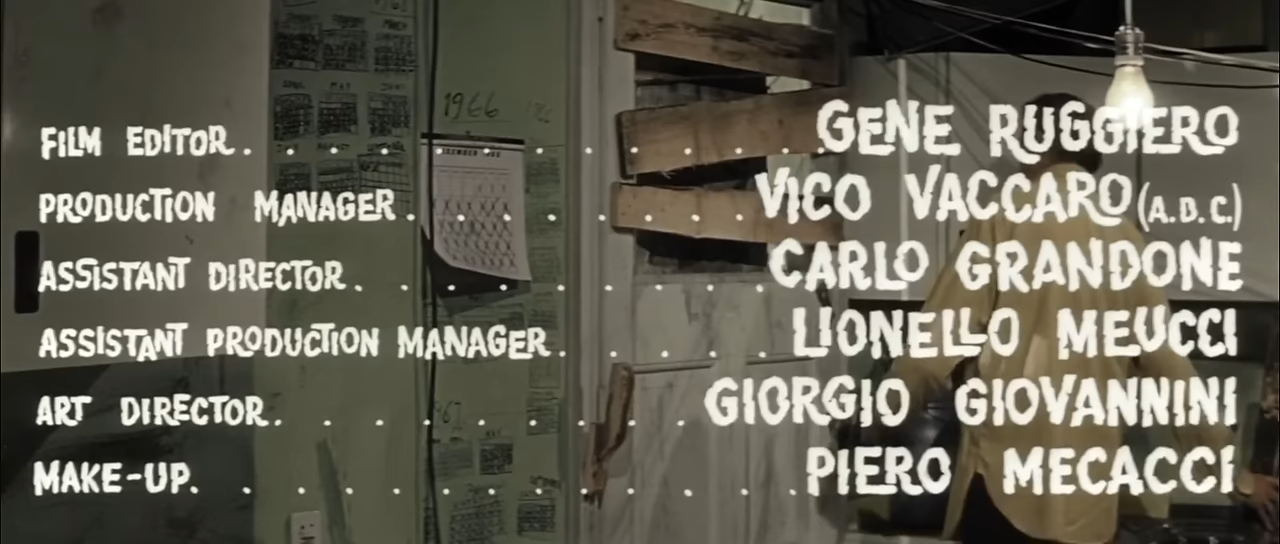 FILM EDITOR. . . . . . . . . . . . GENE RUGGIERO
PRODUCTION MANAGER. . . . . . . . VICO VACCARO (A.D.C.)
ASSISTANT DIRECTOR. . . . . . . . . CARLO GRANDONE
ASSISTANT PRODUCTION MANAGER. . . . . LIONELLO MEUCCI
ART DIRECTOR. . . . . . . . . GIORGIO GIOVANNINI
MAKE-UP. . . . . . . . . . . . PIERO MECACCI
1966